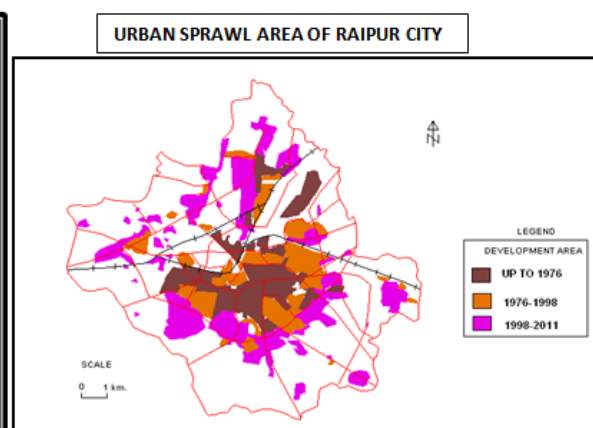 URBAN SPRAWL AREA OF RAIPUR CITY
N
LEGEND
DEVELOPMENT AREA
UP TO 1976
1976-1998
1998-2011
SCALE
0 1 km.